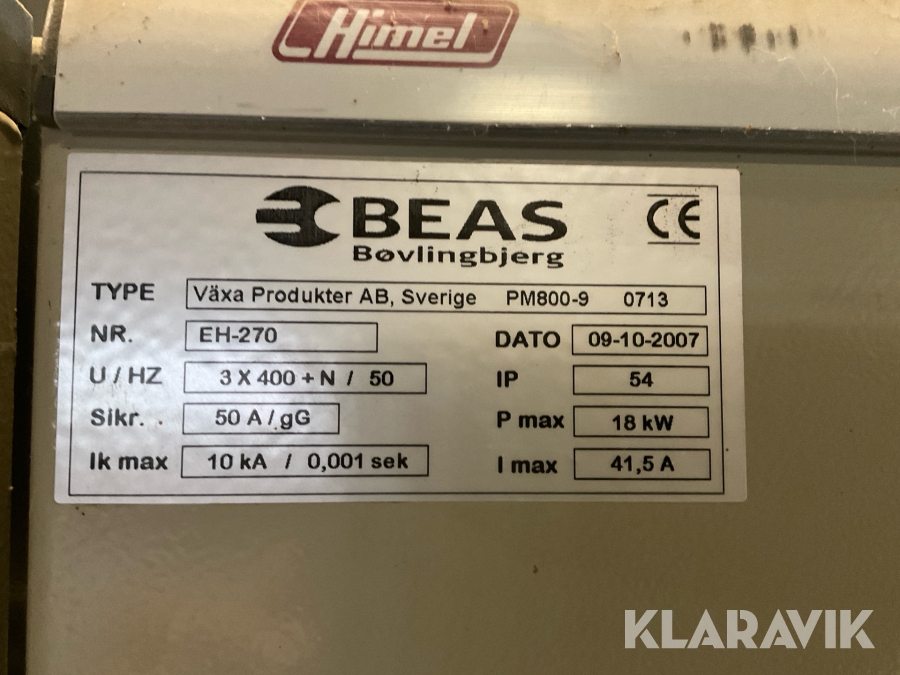 Himel
BEAS
Bøvlingbjerg
CE
TYPE Växa Produkter AB, Sverige PM800-9 0713
NR. EH-270 DATO 09-10-2007
U / HZ 3 X 400 + N / 50 IP 54
Sikr. . 50 A / gG P max 18 kW
Ik max 10 kA / 0,001 sek I max 41,5 A
KLARAVIK